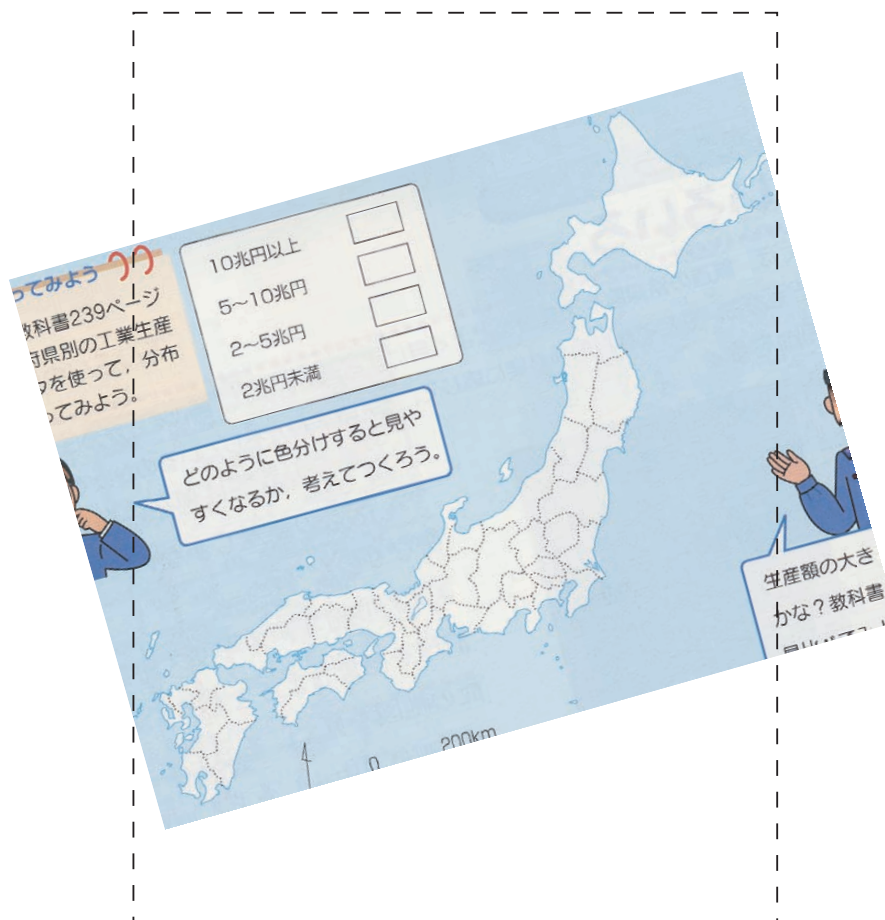 ってみよう
教科書239ページ
府県別の工業生産
を使って，分布
ってみよう。
10兆円以上
5〜10兆円
2〜5兆円
2兆円未満
どのように色分けすると見や
すくなるか，考えてつくろう。
生産額の大き
かな？教科書
0
200km